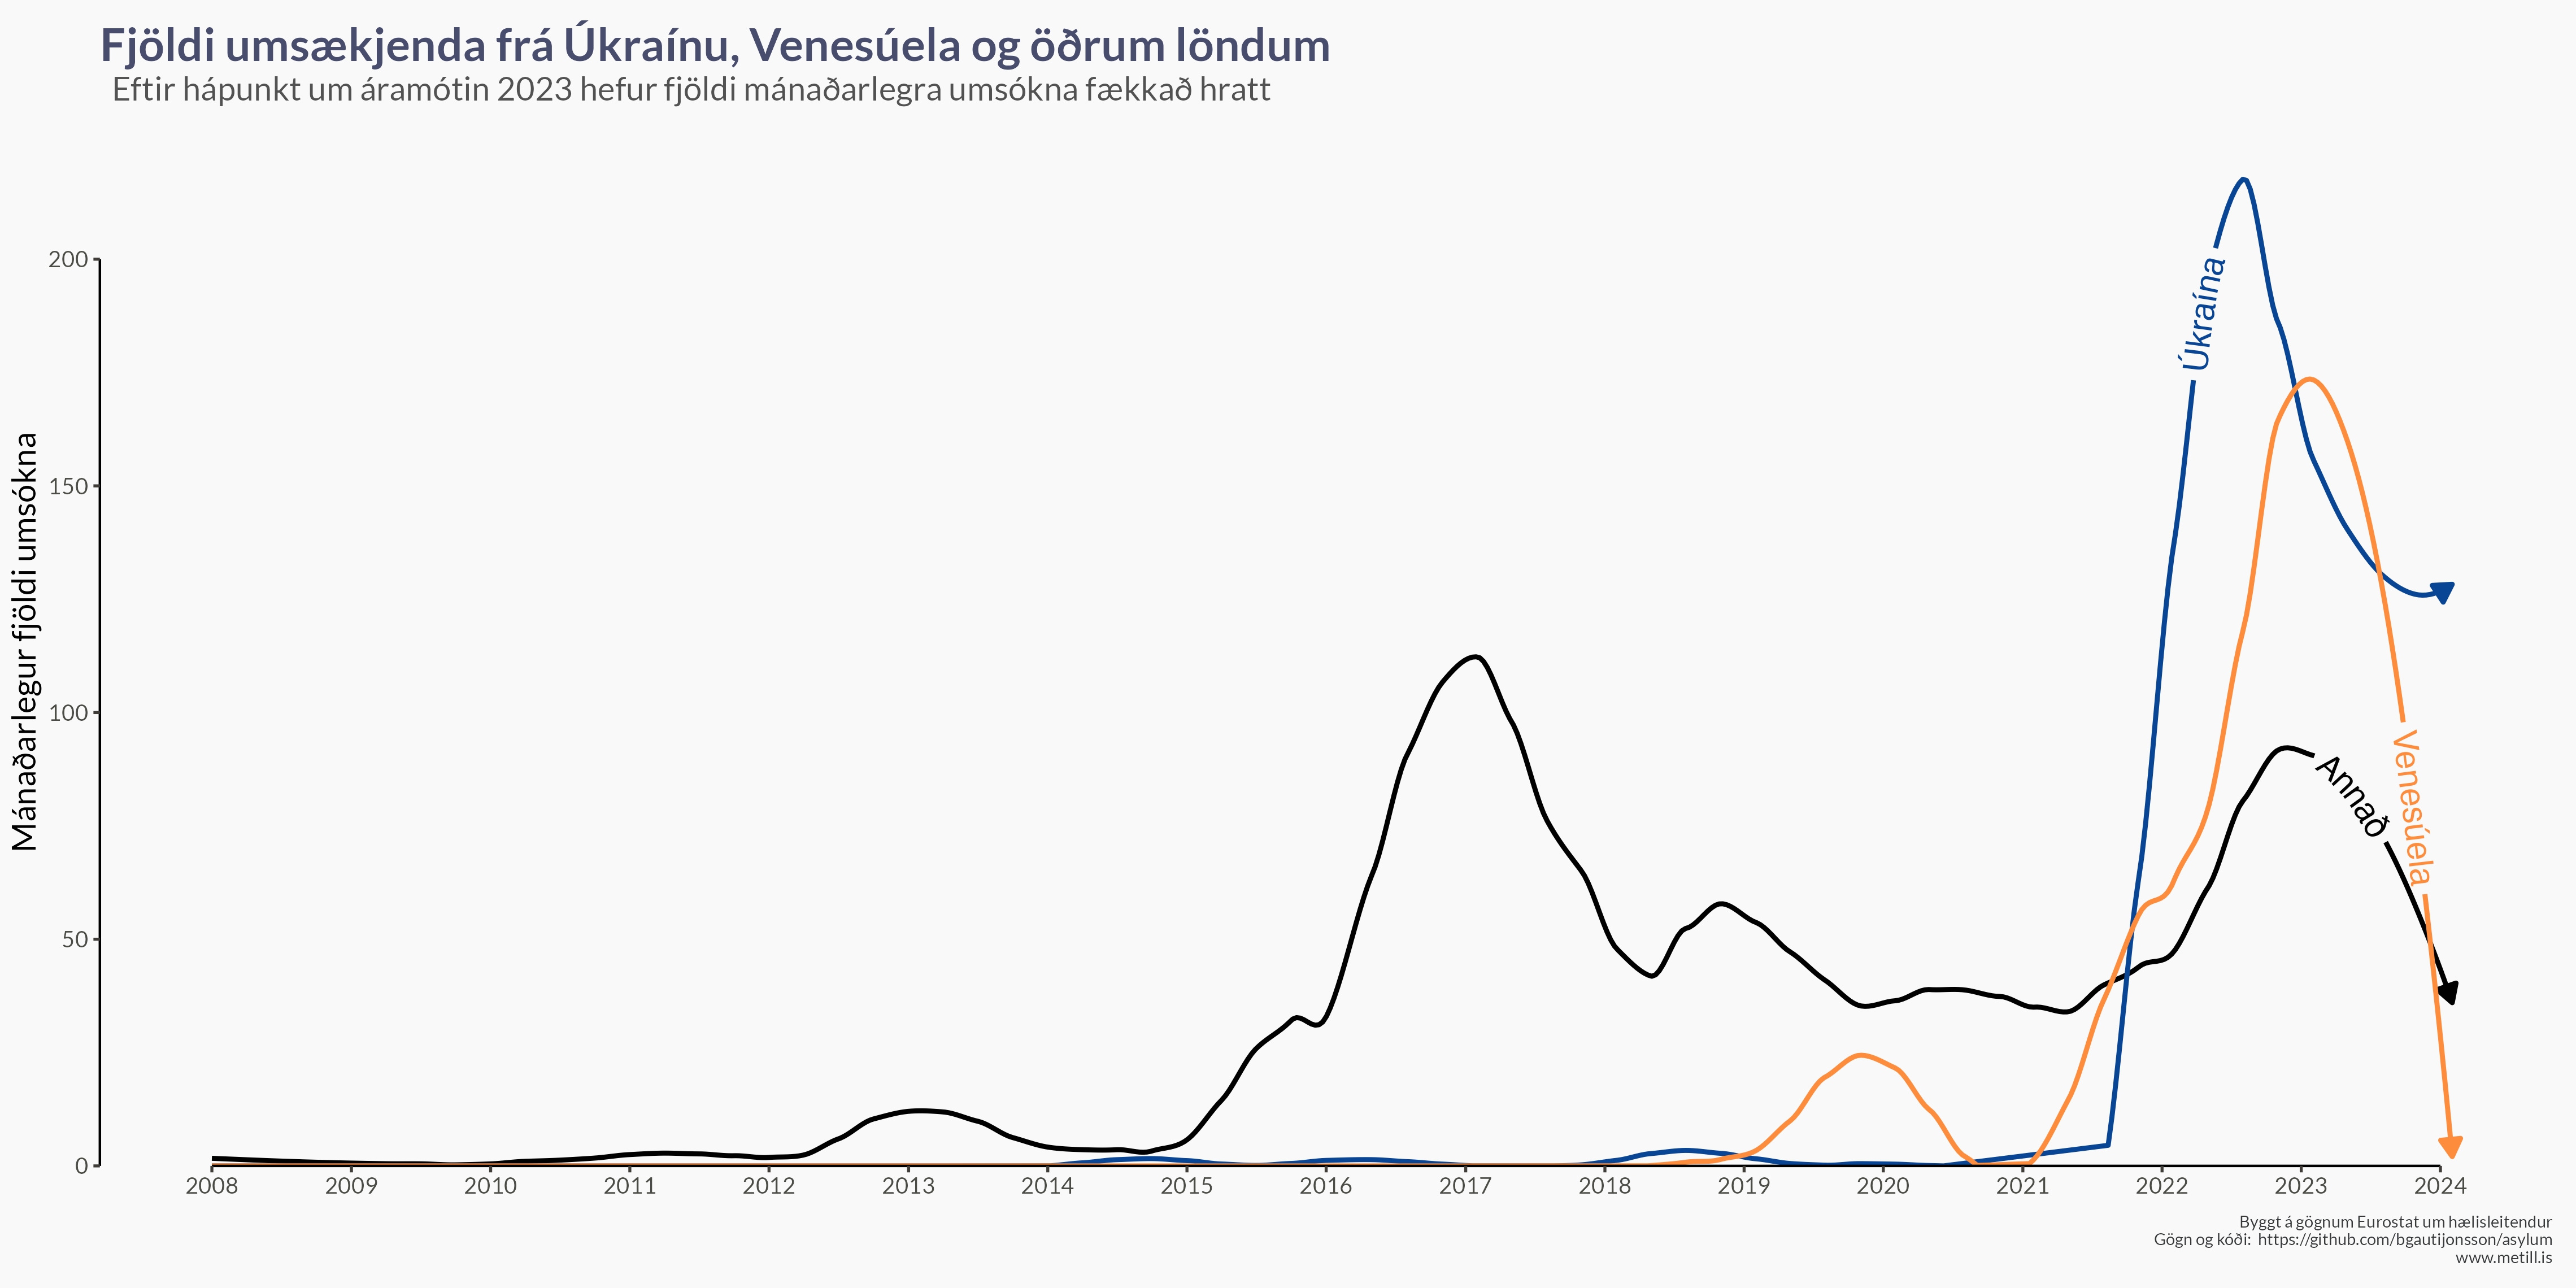 Fjöldi umsækjenda frá Úkraínu, Venesúela og öðrum löndum
Eftir hápunkt um áramótin 2023 hefur fjöldi mánaðarlegra umsókna fækkað hratt
Mánaðarlegur fjöldi umsókna
200
150
100
50
0
Úkraína
Venesúela
Annað
2008 2009 2010 2011 2012 2013 2014 2015 2016 2017 2018 2019 2020 2021 2022 2023 2024
Byggt á gögnum Eurostat um hælisleitendur
Gögn og kóði: https://github.com/bgautijonsson/asylum
www.metill.is